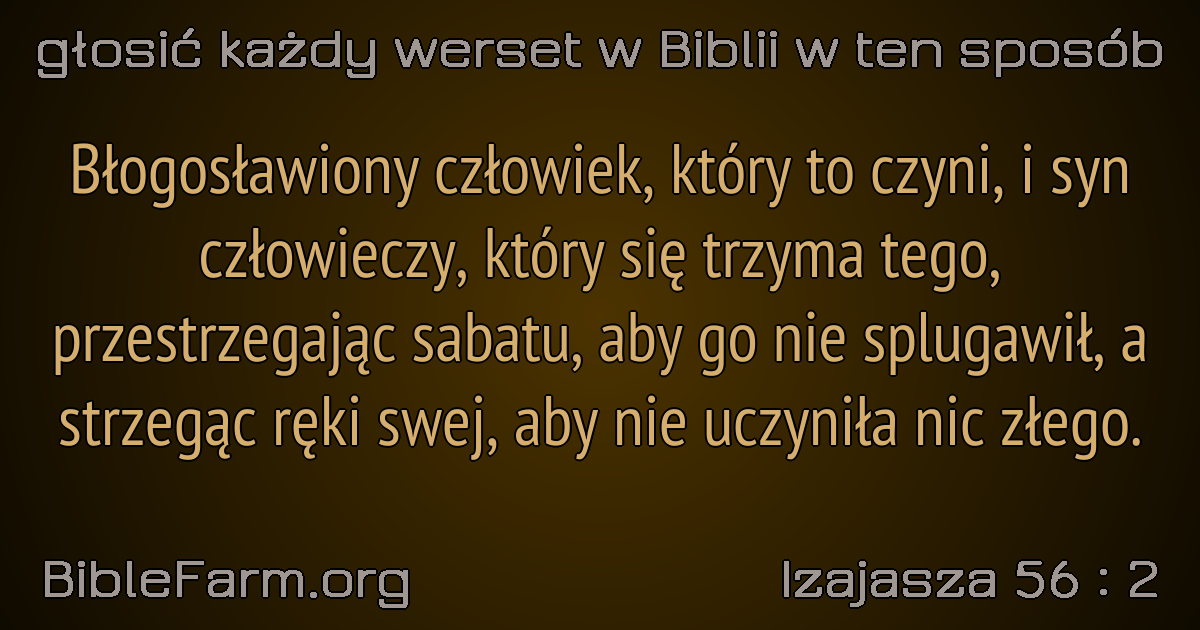 głosić każdy werset w Biblii w ten sposób
Błogosławiony człowiek, który to czyni, i syn
człowieczy, który się trzyma tego,
przestrzegając sabatu, aby go nie splugawił, a
strzegąc ręki swej, aby nie uczyniła nic złego.
BibleFarm.org
Izajasza 56 : 2